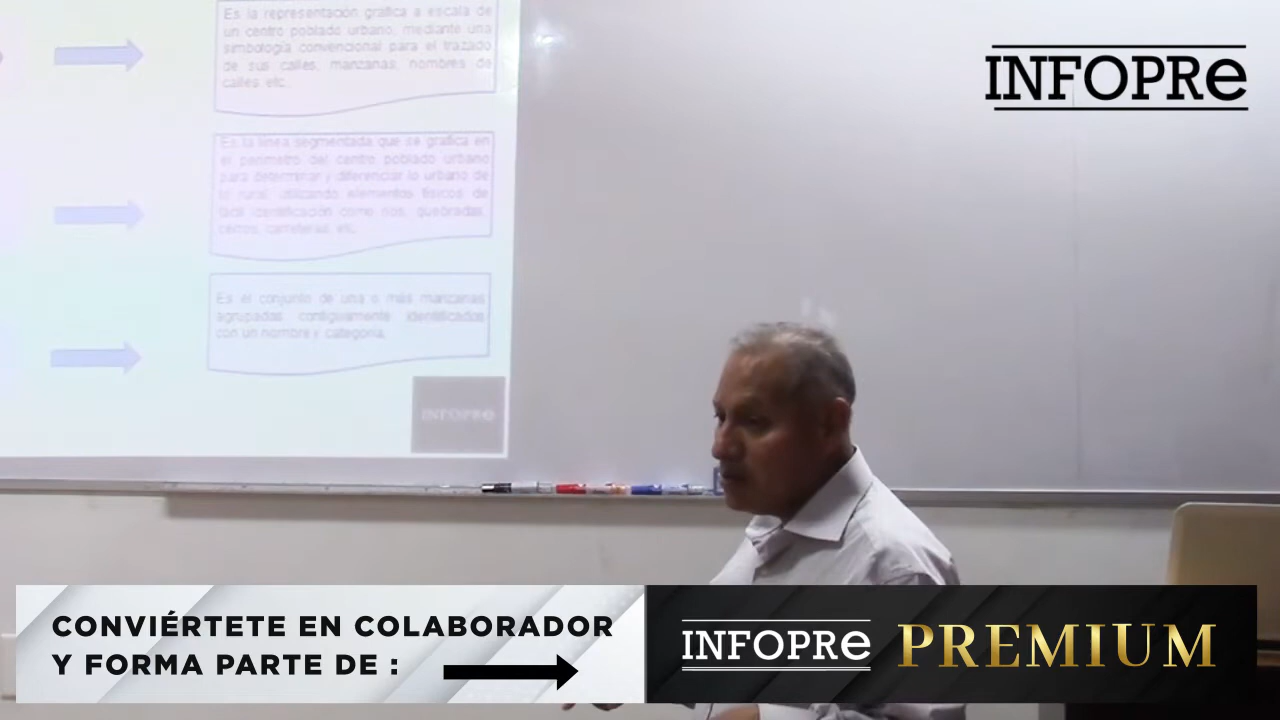 Es la representación gráfica a escala de
un centro poblado urbano, mediante una
simbología convencional para el trazado
de sus calles, manzanas, nombres de
calles, etc.
INFOPRe
Es la línea segmentada que se grafica en
el perímetro del centro poblado urbano
para determinar y diferenciar lo urbano de
lo rural, utilizando elementos físicos de
fácil identificación como ríos, quebradas,
cerros, carreteras, etc.
Es el conjunto de una o más manzanas
agrupadas contiguamente identificados
con un nombre y categoría.
INFOPRe
CONVIÉRTETE EN COLABORADOR
Y FORMA PARTE DE :
INFOPRe PREMIUM